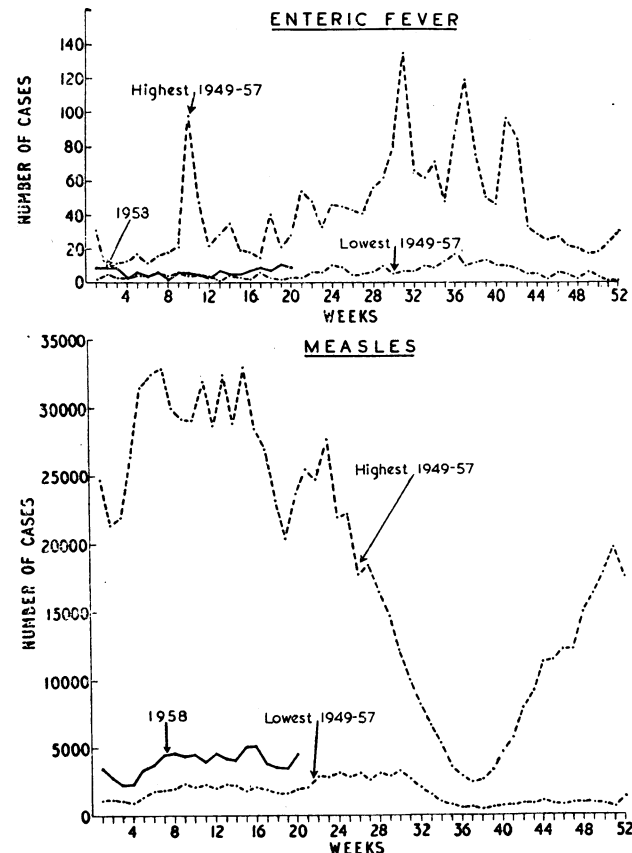 ENTERIC FEVER
140
120
100
80
60
40
20
0
NUMBER OF CASES
Highest 1949-57
1953
Lowest 1949-57
4 8 12 16 20 24 28 32 36 40 44 48 52
WEEKS
MEASLES
35000
30000
25000
20000
15000
10000
5000
0
NUMBER OF CASES
Highest 1949-57
1958
Lowest 1949-57
4 8 12 16 20 24 28 32 36 40 44 48 52
WEEKS